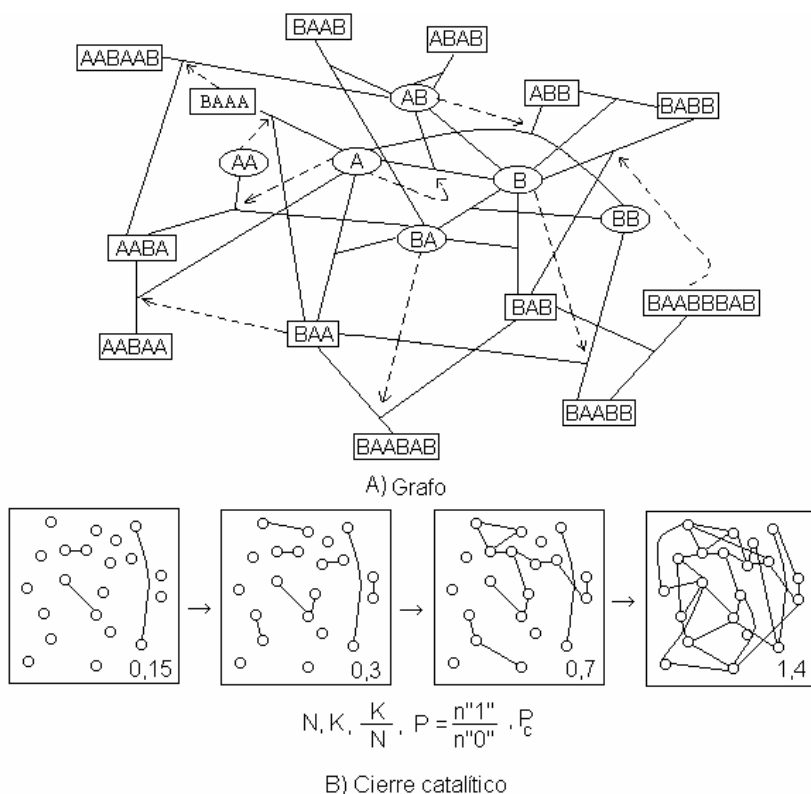 BAAB
ABAB
AABAAB
AB
ABB
BABB
BAAA
AA
A
B
BB
BA
AABA
BAB
BAABBBAB
BAA
AABAA
BAABB
BAABAB
A) Grafo
0,15
→
0,3
→
0,7
→
1,4
N, K, K/N, P = n"1"/n"0", Pc
B) Cierre catalítico